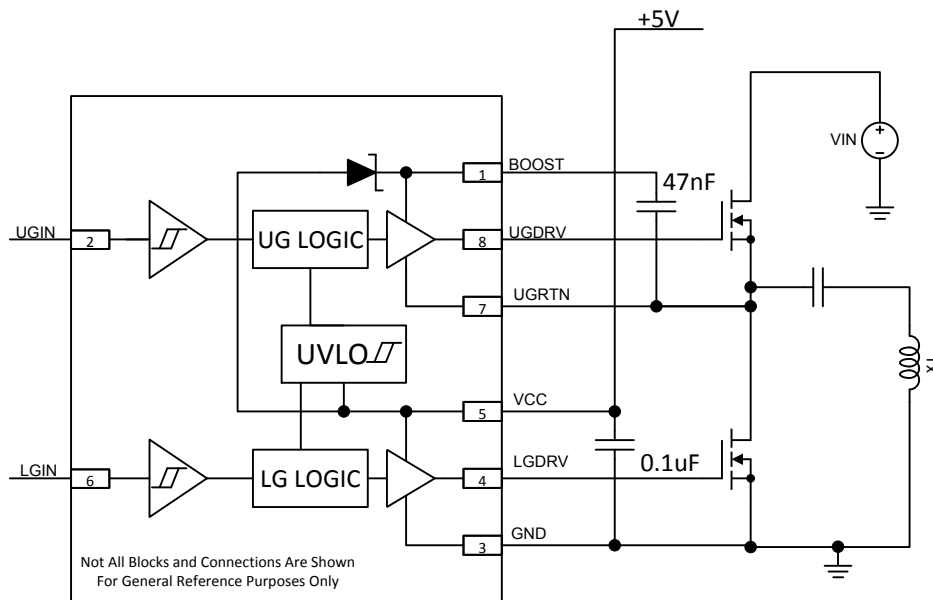 +5V
VIN
+
-
BOOST
1
47nF
UGIN
2
UG LOGIC
8
UGDRV
7
UGRTN
UVLO
VCC
5
LGIN
6
LG LOGIC
4
LGDRV
0.1uF
3
GND
Not All Blocks and Connections Are Shown
For General Reference Purposes Only